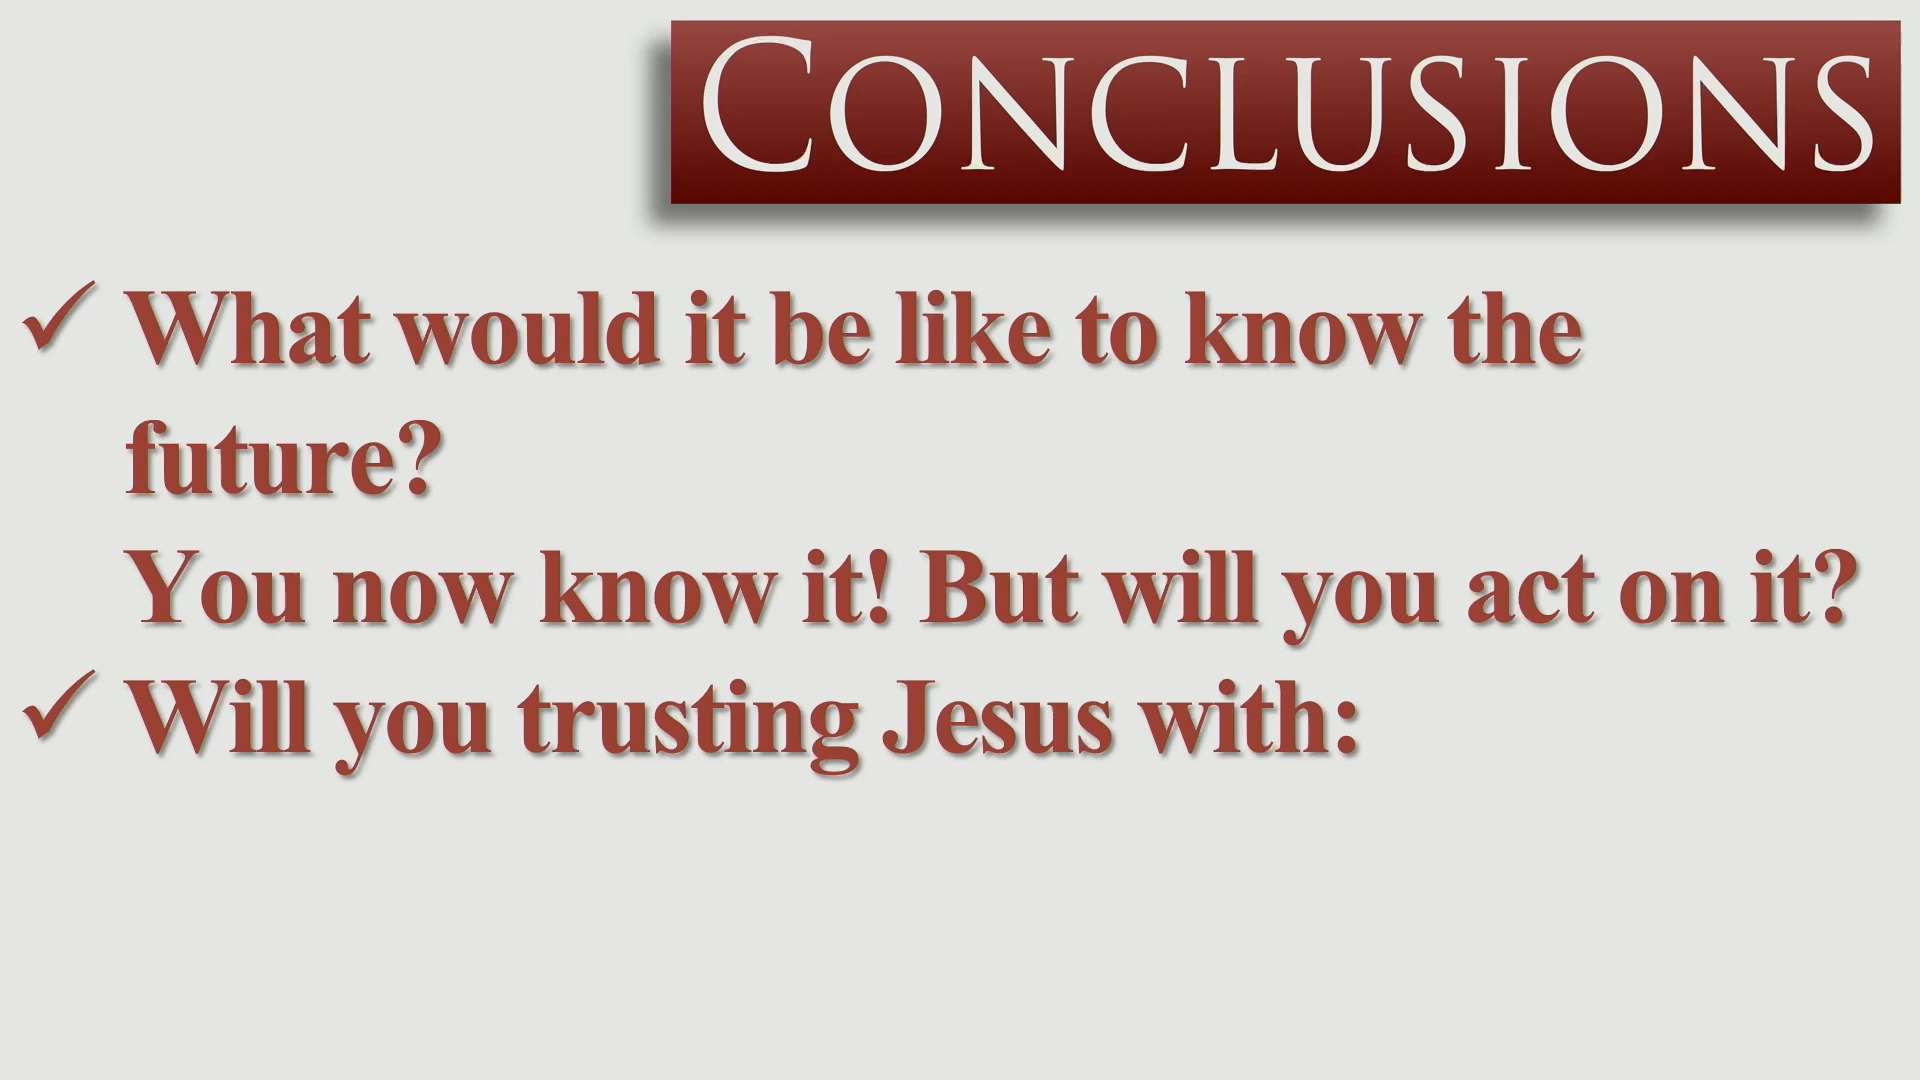 CONCLUSIONS
✓ What would it be like to know the
future?
You now know it! But will you act on it?
✓ Will you trusting Jesus with: